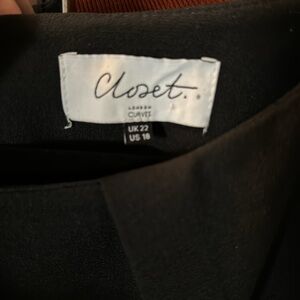 Closet.
LONDON
CURVES
UK 22
US 18